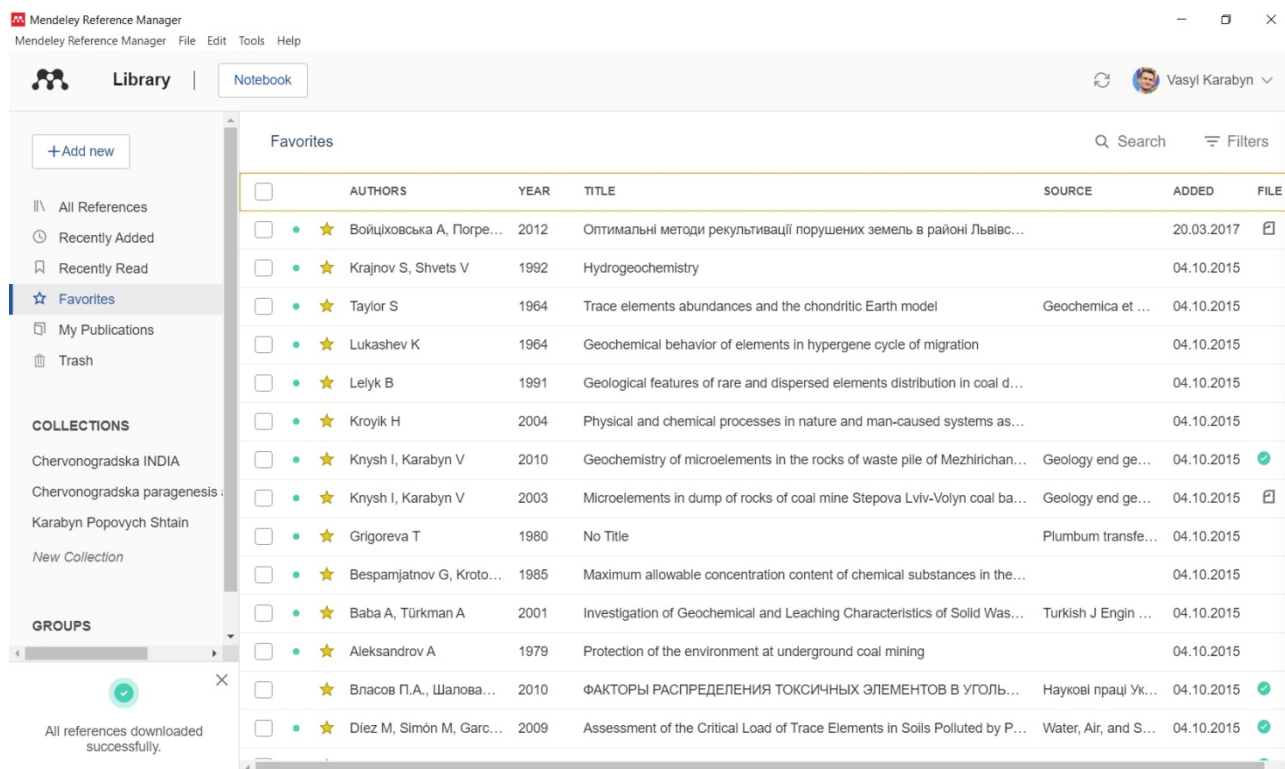 Mendeley Reference Manager
Mendeley Reference Manager File Edit Tools Help
Library | Notebook Vasyl Karabyn
+Add new
All References
Recently Added
Recently Read
Favorites
My Publications
Trash
COLLECTIONS
Chervonogradska INDIA
Chervonogradska paragenesis
Karabyn Popovych Shtain
New Collection
GROUPS
All references downloaded
successfully.
Favorites Search Filters
AUTHORS YEAR TITLE SOURCE ADDED FILE
Войціховська А, Погре... 2012 Оптимальні методи рекультивації порушених земель в районі Львівс... 20.03.2017
Krajnov S, Shvets V 1992 Hydrogeochemistry 04.10.2015
Taylor S 1964 Trace elements abundances and the chondritic Earth model Geochemica et ... 04.10.2015
Lukashev K 1964 Geochemical behavior of elements in hypergene cycle of migration 04.10.2015
Lelyk B 1991 Geological features of rare and dispersed elements distribution in coal d... 04.10.2015
Kroyik H 2004 Physical and chemical processes in nature and man-caused systems as... 04.10.2015
Knysh I, Karabyn V 2010 Geochemistry of microelements in the rocks of waste pile of Mezhirichan... Geology end ge... 04.10.2015
Knysh I, Karabyn V 2003 Microelements in dump of rocks of coal mine Stepova Lviv-Volyn coal ba... Geology end ge... 04.10.2015
Grigoreva T 1980 No Title Plumbum transfe... 04.10.2015
Bespamjatnov G, Kroto... 1985 Maximum allowable concentration content of chemical substances in the... 04.10.2015
Baba A, Türkman A 2001 Investigation of Geochemical and Leaching Characteristics of Solid Was... Turkish J Engin ... 04.10.2015
Aleksandrov A 1979 Protection of the environment at underground coal mining 04.10.2015
Власов П.А., Шалова... 2010 ФАКТОРЫ РАСПРЕДЕЛЕНИЯ ТОКСИЧНЫХ ЭЛЕМЕНТОВ В УГОЛЬ... Наукові праці Ук... 04.10.2015
Díez M, Simón M, Garc... 2009 Assessment of the Critical Load of Trace Elements in Soils Polluted by P... Water, Air, and S... 04.10.2015